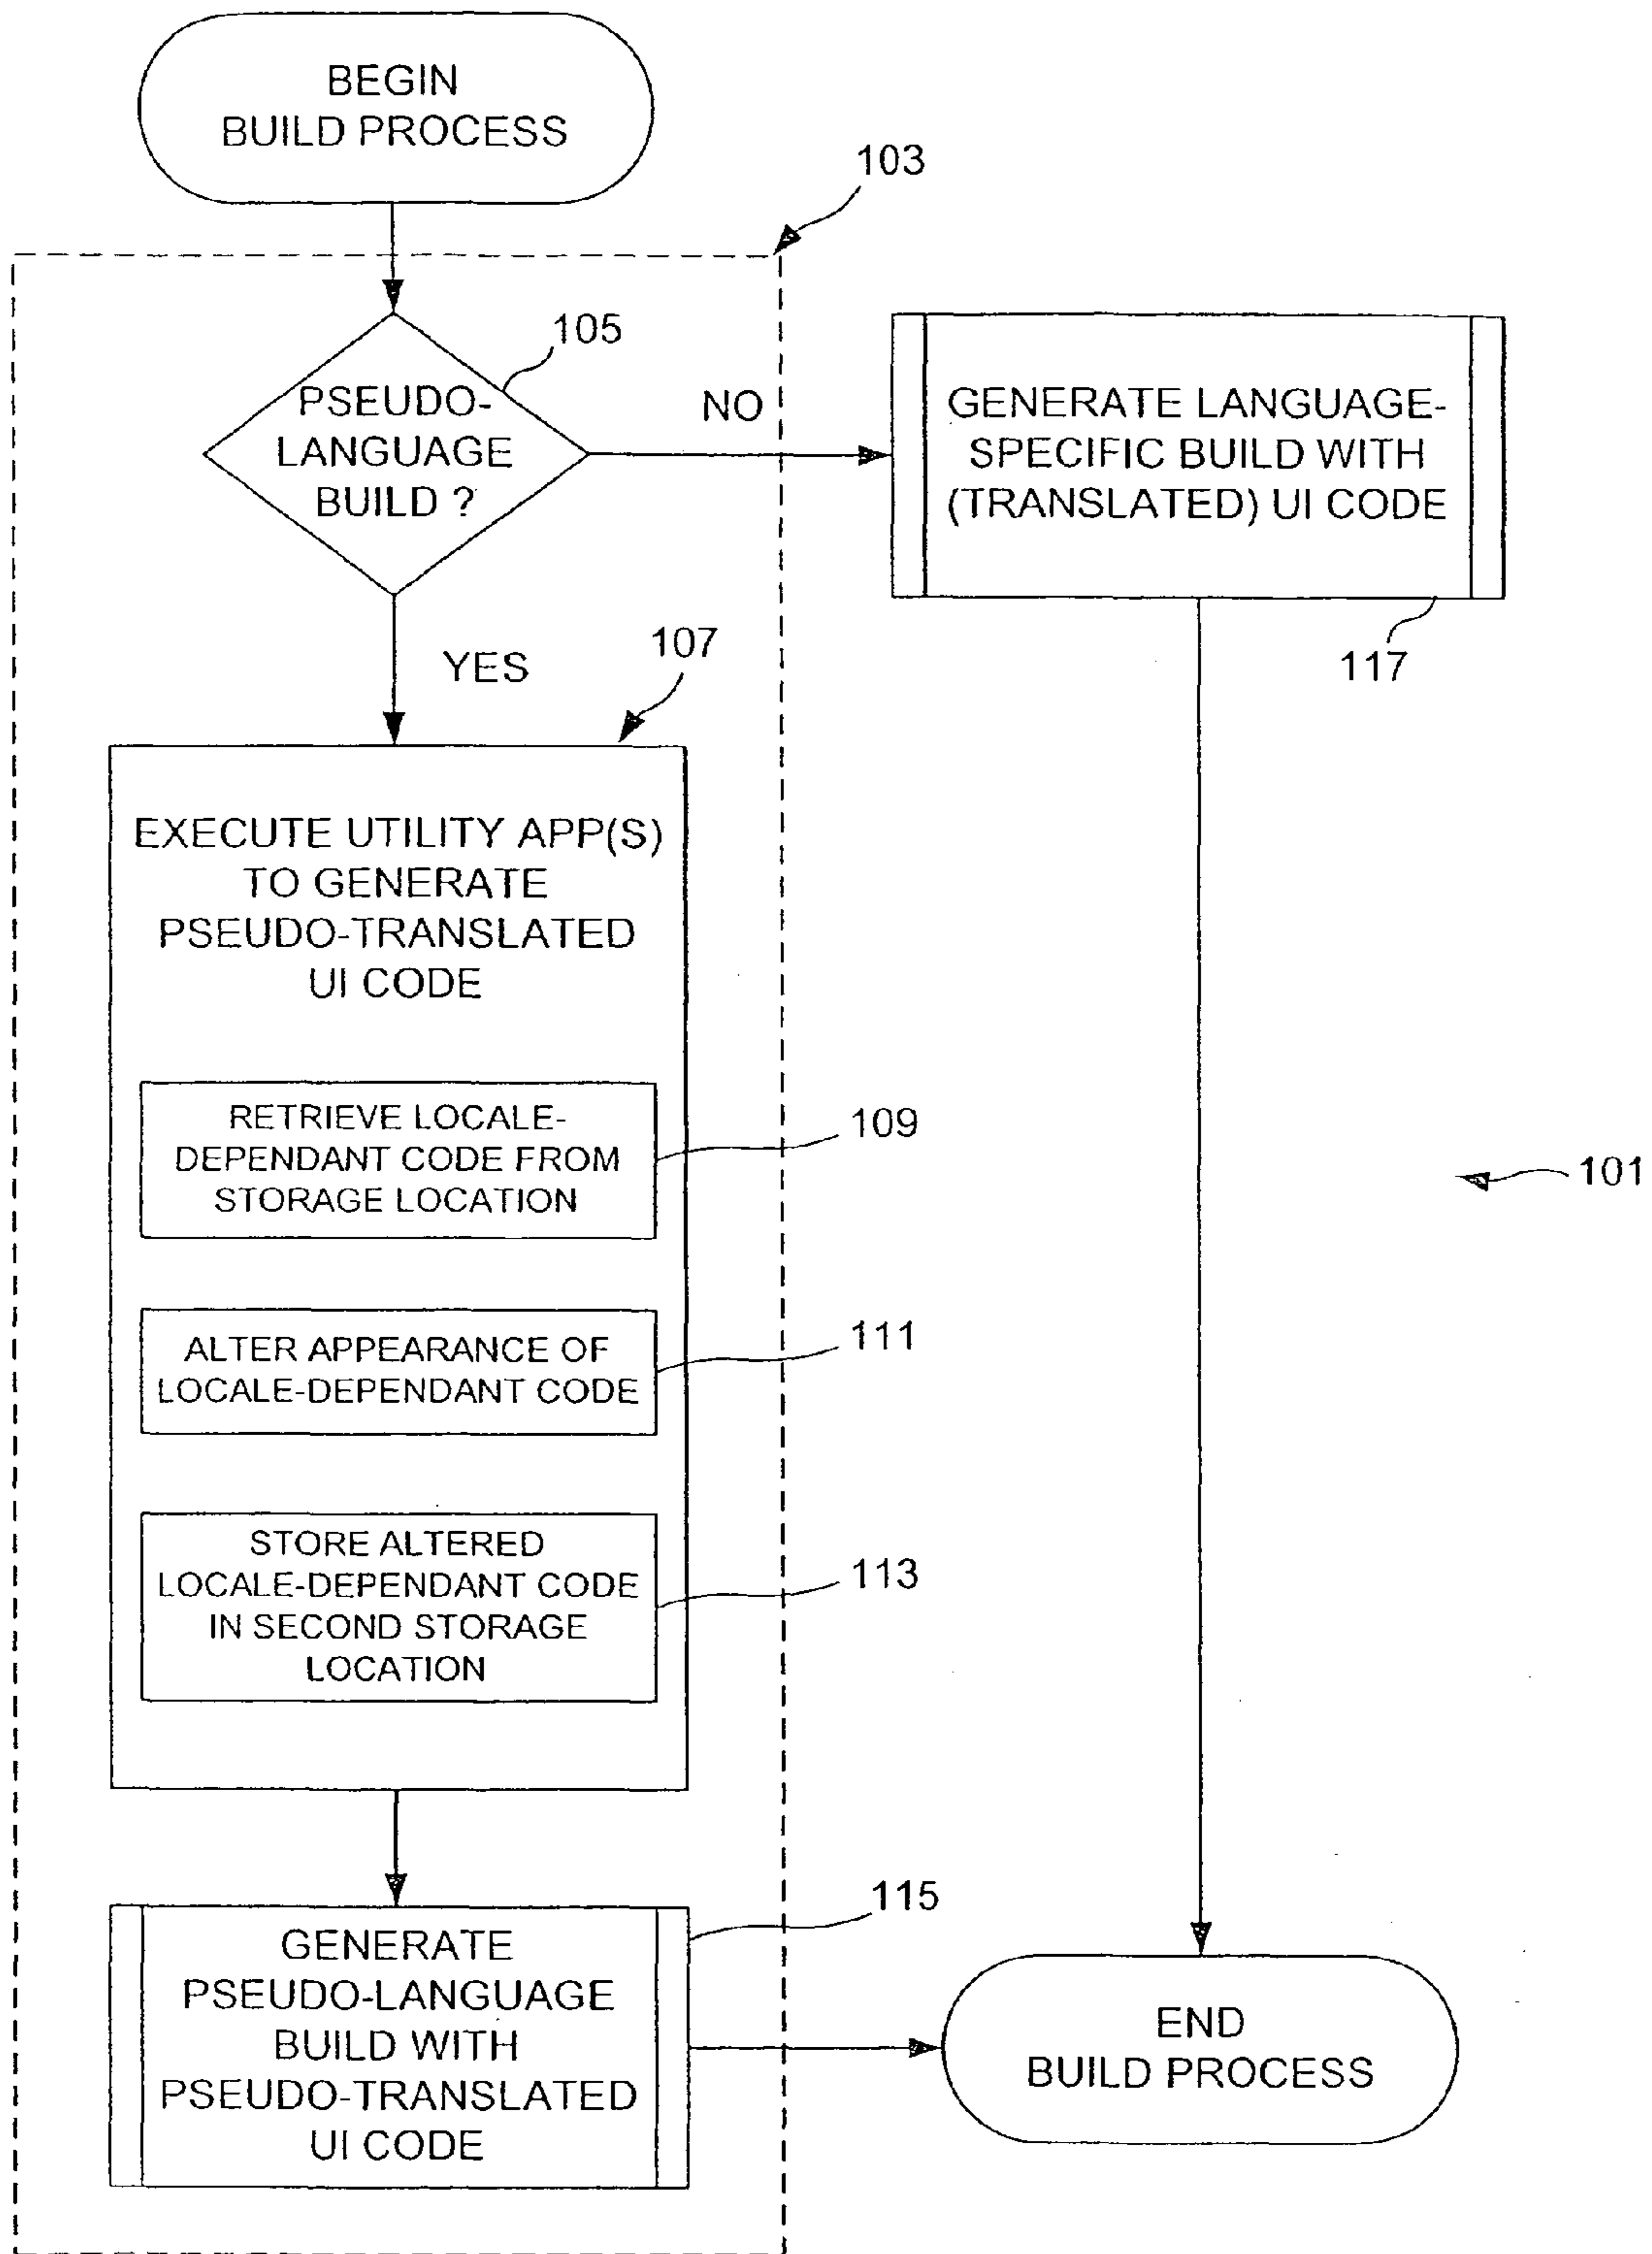 BEGIN
BUILD PROCESS
103
105
PSEUDO-
LANGUAGE
BUILD ?
NO
GENERATE LANGUAGE-
SPECIFIC BUILD WITH
(TRANSLATED) UI CODE
117
YES
107
EXECUTE UTILITY APP(S)
TO GENERATE
PSEUDO-TRANSLATED
UI CODE
RETRIEVE LOCALE-
DEPENDANT CODE FROM
STORAGE LOCATION
109
101
ALTER APPEARANCE OF
LOCALE-DEPENDANT CODE
111
STORE ALTERED
LOCALE-DEPENDANT CODE
IN SECOND STORAGE
LOCATION
113
115
GENERATE
PSEUDO-LANGUAGE
BUILD WITH
PSEUDO-TRANSLATED
UI CODE
END
BUILD PROCESS